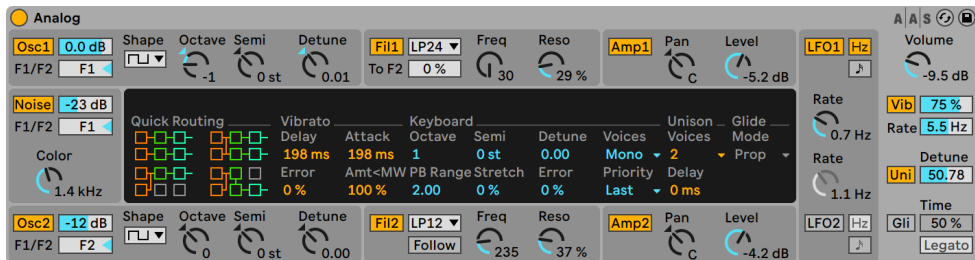 Analog A|A|S
Osc1 0.0 dB Shape Octave Semi Detune Fil1 LP24 Freq Reso Amp1 Pan Level LFO1 Hz Volume
F1/F2 F1 -1 0 st 0.01 To F2 0 % 30 29 % C -5.2 dB -9.5 dB
Noise -23 dB Quick Routing Vibrato Keyboard Unison Glide Rate Vib 75 %
F1/F2 F1 Delay Attack Octave Semi Detune Voices Voices Mode 0.7 Hz Rate 5.5 Hz
198 ms 198 ms 1 0 st 0.00 Mono 2 Prop
Color Error Amt<MW PB Range Stretch Error Priority Delay Rate Detune
1.4 kHz 0 % 100 % 2.00 0 % 0 % Last 0 ms 1.1 Hz Uni 50.78
Osc2 -12 dB Shape Octave Semi Detune Fil2 LP12 Freq Reso Amp2 Pan Level LFO2 Hz Time
Gli 50 %
F1/F2 F2 0 0 st 0.00 Follow 235 37 % C -4.2 dB Legato